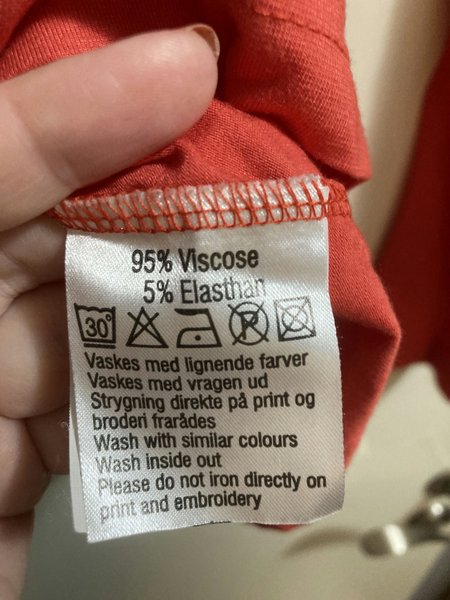 95% Viscose
5% Elasthan
30° P
Vaskes med lignende farver
Vaskes med vragen ud
Strygning direkte på print og
broderi frarådes
Wash with similar colours
Wash inside out
Please do not iron directly on
print and embroidery